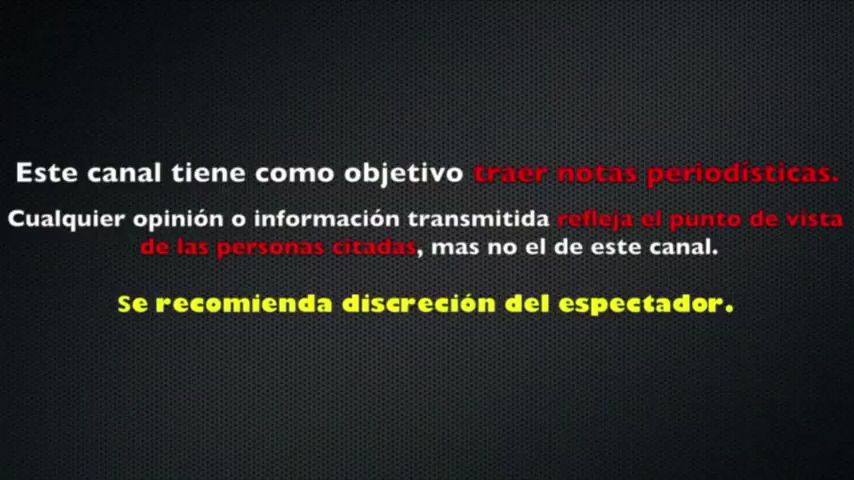 Este canal tiene como objetivo traer notas periodísticas.
Cualquier opinión o información transmitida refleja el punto de vista
de las personas citadas, mas no el de este canal.
Se recomienda discreción del espectador.